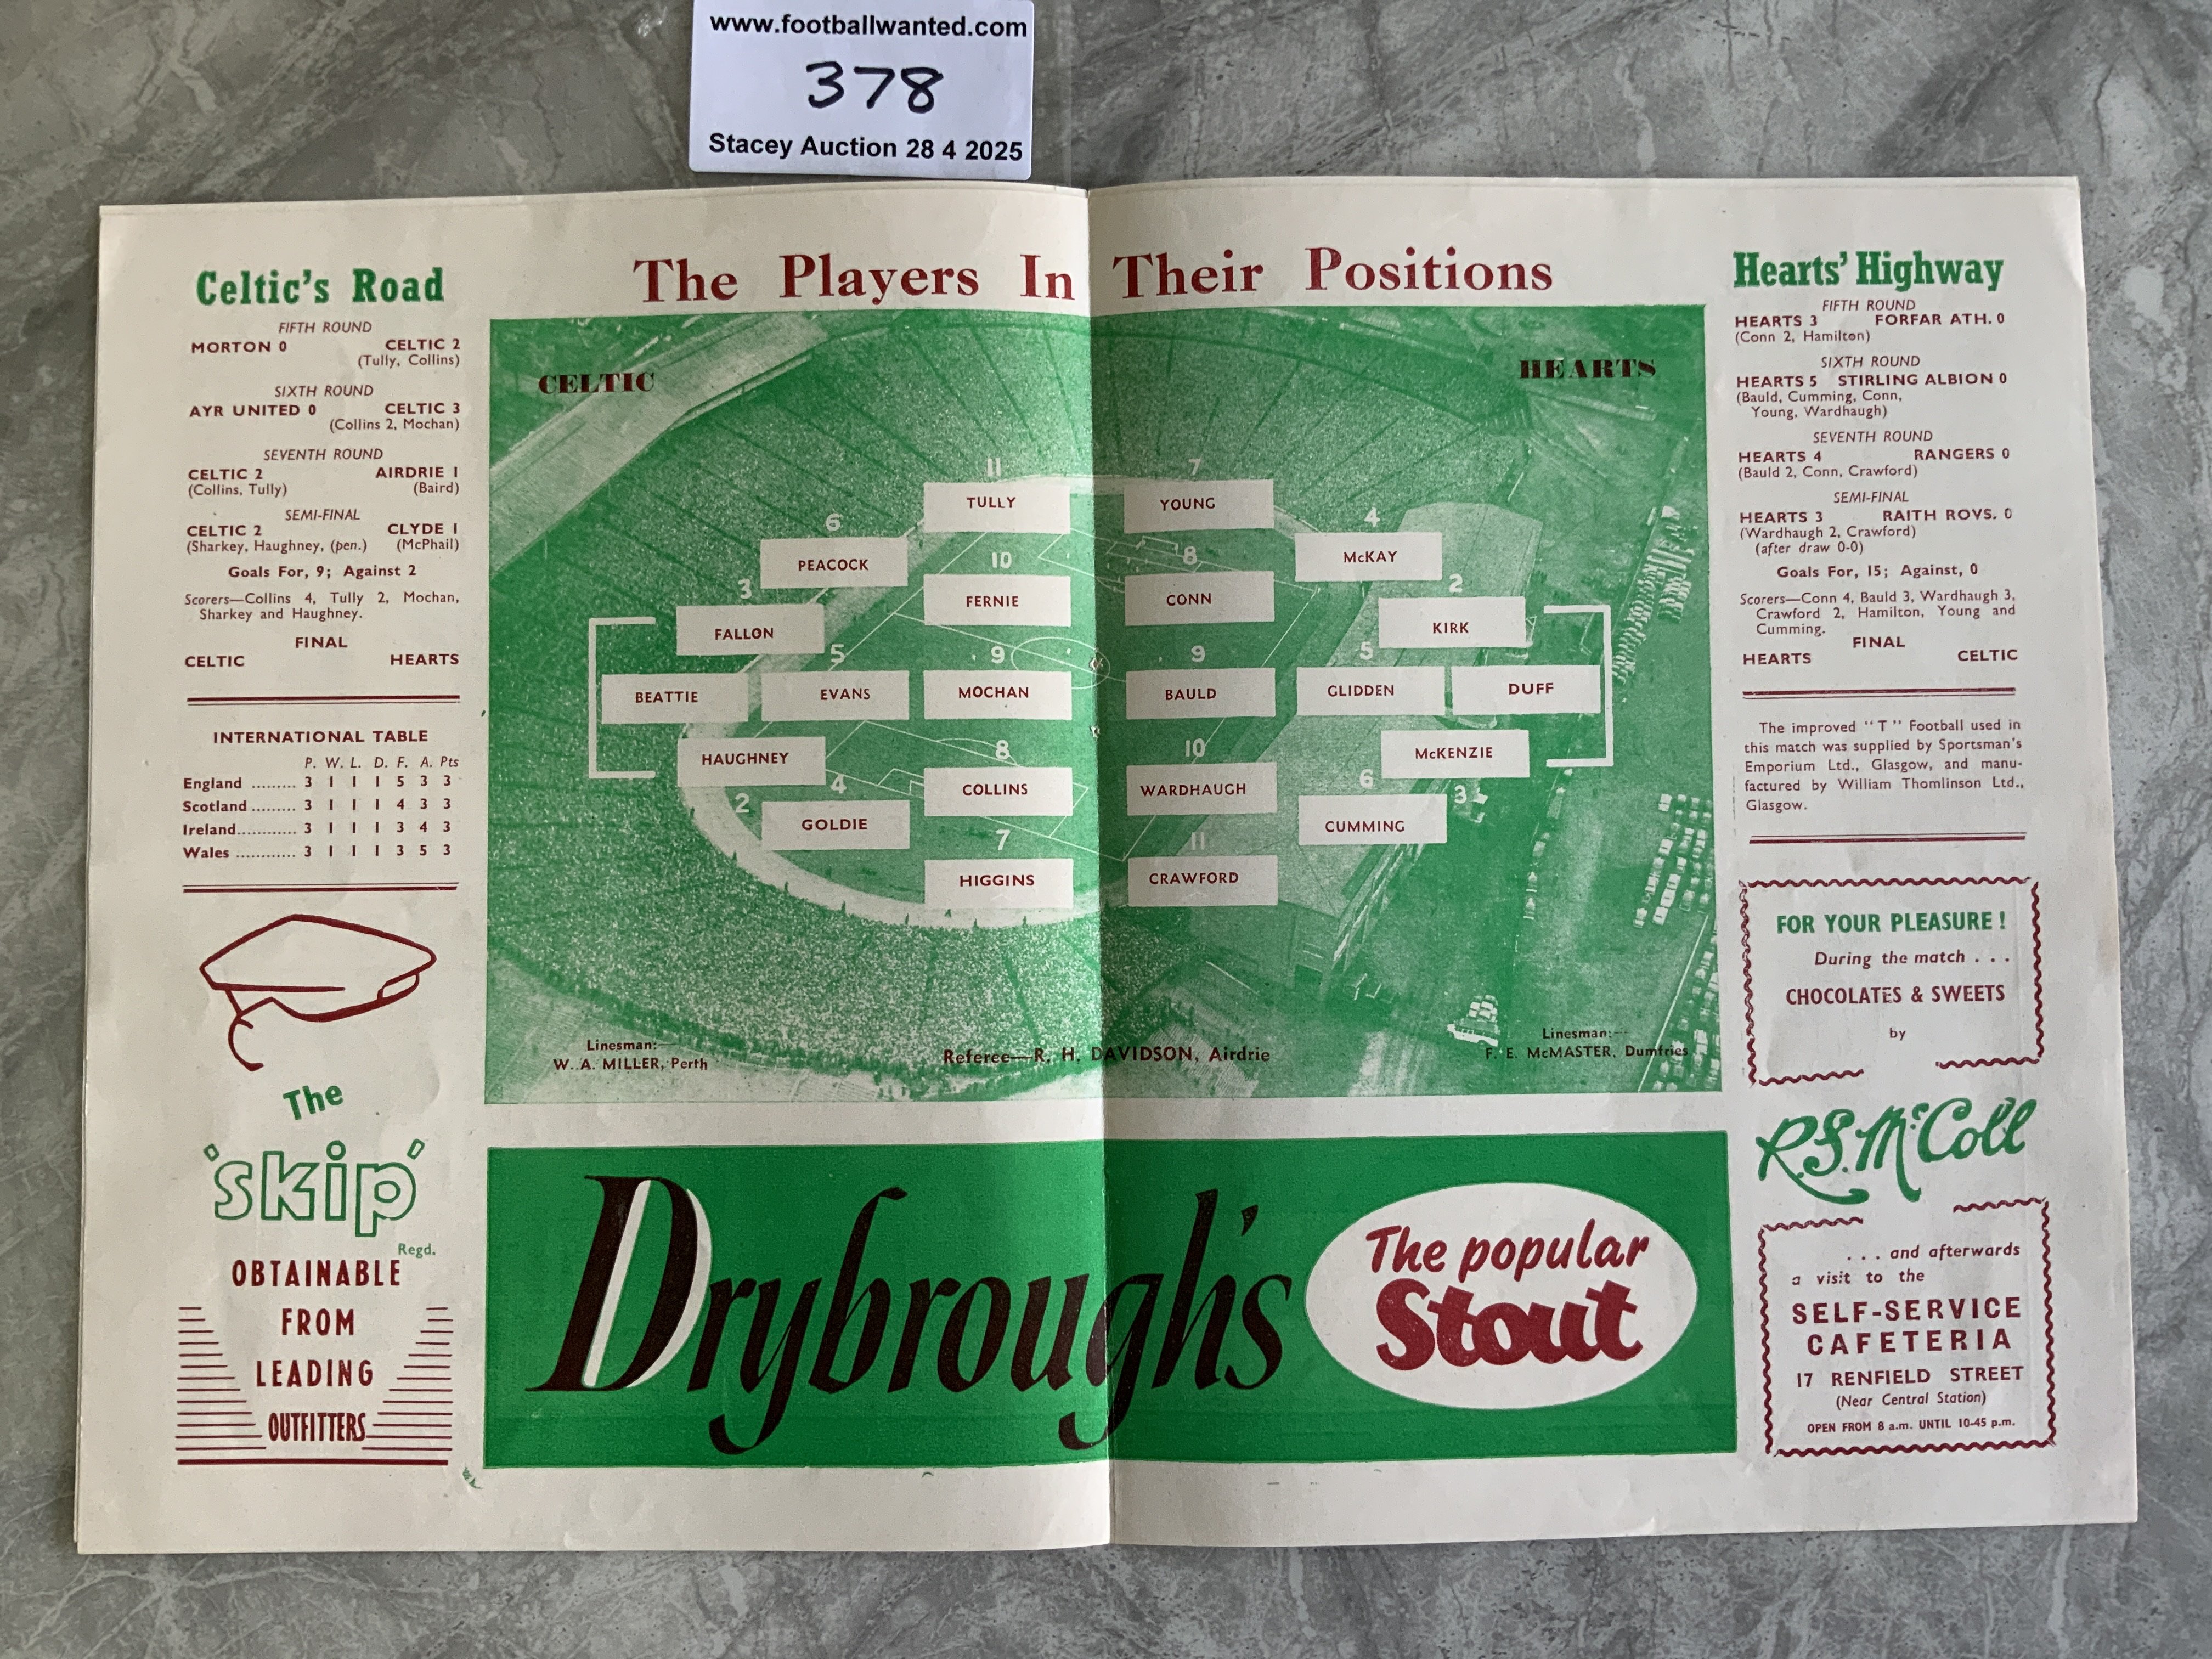 www.footballwanted.com
378
Stacey Auction 28 4 2025
Celtic's Road
FIFTH ROUND
MORTON 0 CELTIC 2
(Tully, Collins)
SIXTH ROUND
AYR UNITED 0 CELTIC 3
(Collins 2, Mochan)
SEVENTH ROUND
CELTIC 2 AIRDRIE 1
(Collins, Tully) (Baird)
SEMI-FINAL
CELTIC 2 CLYDE 1
(Sharkey, Haughney, (pen.) (McPhail)
Goals For, 9; Against 2
Scorers—Collins 4, Tully 2, Mochan,
Sharkey and Haughney.
FINAL
CELTIC HEARTS
INTERNATIONAL TABLE
P. W. L. D. F. A. Pts
England ......... 3 1 1 1 5 3 3
Scotland ......... 3 1 1 1 4 3 3
Ireland............ 3 1 1 1 3 4 3
Wales ............ 3 1 1 1 3 5 3
The
'skip'
Regd.
OBTAINABLE
FROM
LEADING
OUTFITTERS
The Players In Their Positions
CELTIC HEARTS
11 7
TULLY YOUNG
6 4
PEACOCK McKAY
10 8
FERNIE CONN
3 2
FALLON KIRK
5 9 9 5
BEATTIE EVANS MOCHAN BAULD GLIDDEN DUFF
HAUGHNEY McKENZIE
2 3
8 10
COLLINS WARDHAUGH
4 6
GOLDIE CUMMING
7 11
HIGGINS CRAWFORD
Linesman:—
W. A. MILLER, Perth
Referee—R. H. DAVIDSON, Airdrie
Linesman:—
F. E. McMASTER, Dumfries
Drybrough's
The popular
Stout
Hearts' Highway
FIFTH ROUND
HEARTS 3 FORFAR ATH. 0
(Conn 2, Hamilton)
SIXTH ROUND
HEARTS 5 STIRLING ALBION 0
(Bauld, Cumming, Conn,
Young, Wardhaugh)
SEVENTH ROUND
HEARTS 4 RANGERS 0
(Bauld 2, Conn, Crawford)
SEMI-FINAL
HEARTS 3 RAITH ROVS. 0
(Wardhaugh 2, Crawford)
(after draw 0-0)
Goals For, 15; Against, 0
Scorers—Conn 4, Bauld 3, Wardhaugh 3,
Crawford 2, Hamilton, Young and
Cumming.
FINAL
HEARTS CELTIC
The improved "T" Football used in
this match was supplied by Sportsman's
Emporium Ltd., Glasgow, and manu-
factured by William Thomlinson Ltd.,
Glasgow.
FOR YOUR PLEASURE !
During the match . . .
CHOCOLATES & SWEETS
by
R.S. McColl
. . . and afterwards
a visit to the
SELF-SERVICE
CAFETERIA
17 RENFIELD STREET
(Near Central Station)
OPEN FROM 8 a.m. UNTIL 10-45 p.m.